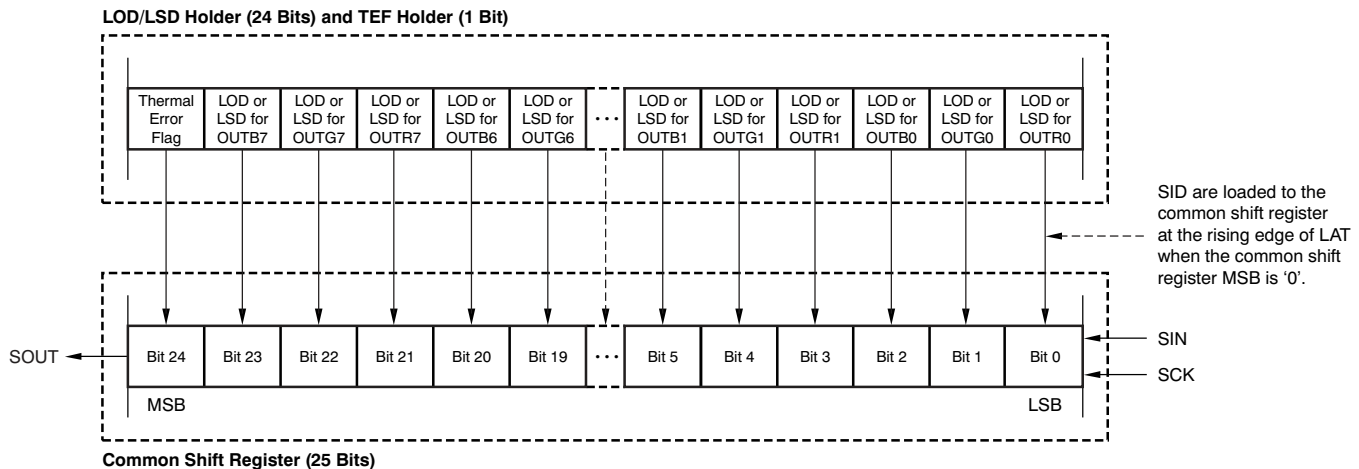 LOD/LSD Holder (24 Bits) and TEF Holder (1 Bit)
Thermal
Error
Flag
LOD or
LSD for
OUTB7
LOD or
LSD for
OUTG7
LOD or
LSD for
OUTR7
LOD or
LSD for
OUTB6
LOD or
LSD for
OUTG6
• • •
LOD or
LSD for
OUTB1
LOD or
LSD for
OUTG1
LOD or
LSD for
OUTR1
LOD or
LSD for
OUTB0
LOD or
LSD for
OUTG0
LOD or
LSD for
OUTR0
SID are loaded to the
common shift register
at the rising edge of LAT
when the common shift
register MSB is ‘0’.
SOUT
Bit 24
Bit 23
Bit 22
Bit 21
Bit 20
Bit 19
• • •
Bit 5
Bit 4
Bit 3
Bit 2
Bit 1
Bit 0
SIN
SCK
MSB
LSB
Common Shift Register (25 Bits)